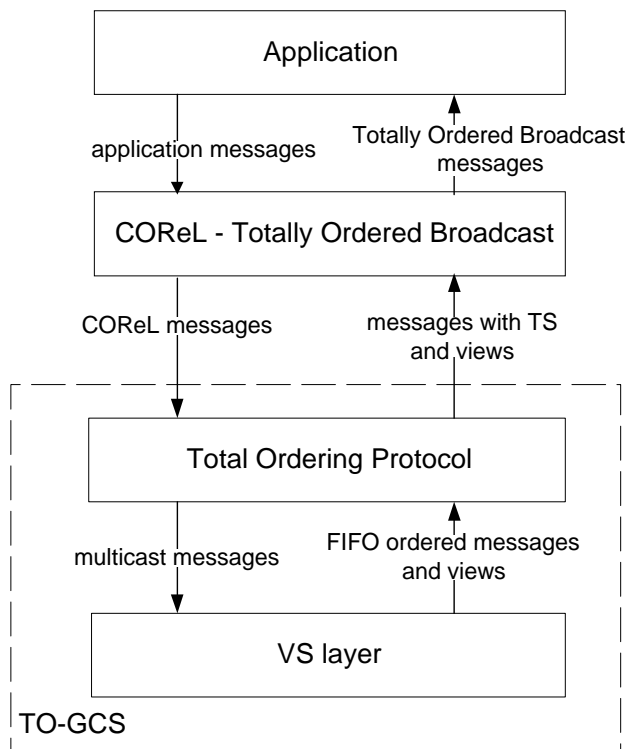 Application
application messages
Totally Ordered Broadcast
messages
COReL - Totally Ordered Broadcast
COReL messages
messages with TS
and views
Total Ordering Protocol
multicast messages
FIFO ordered messages
and views
VS layer
TO-GCS